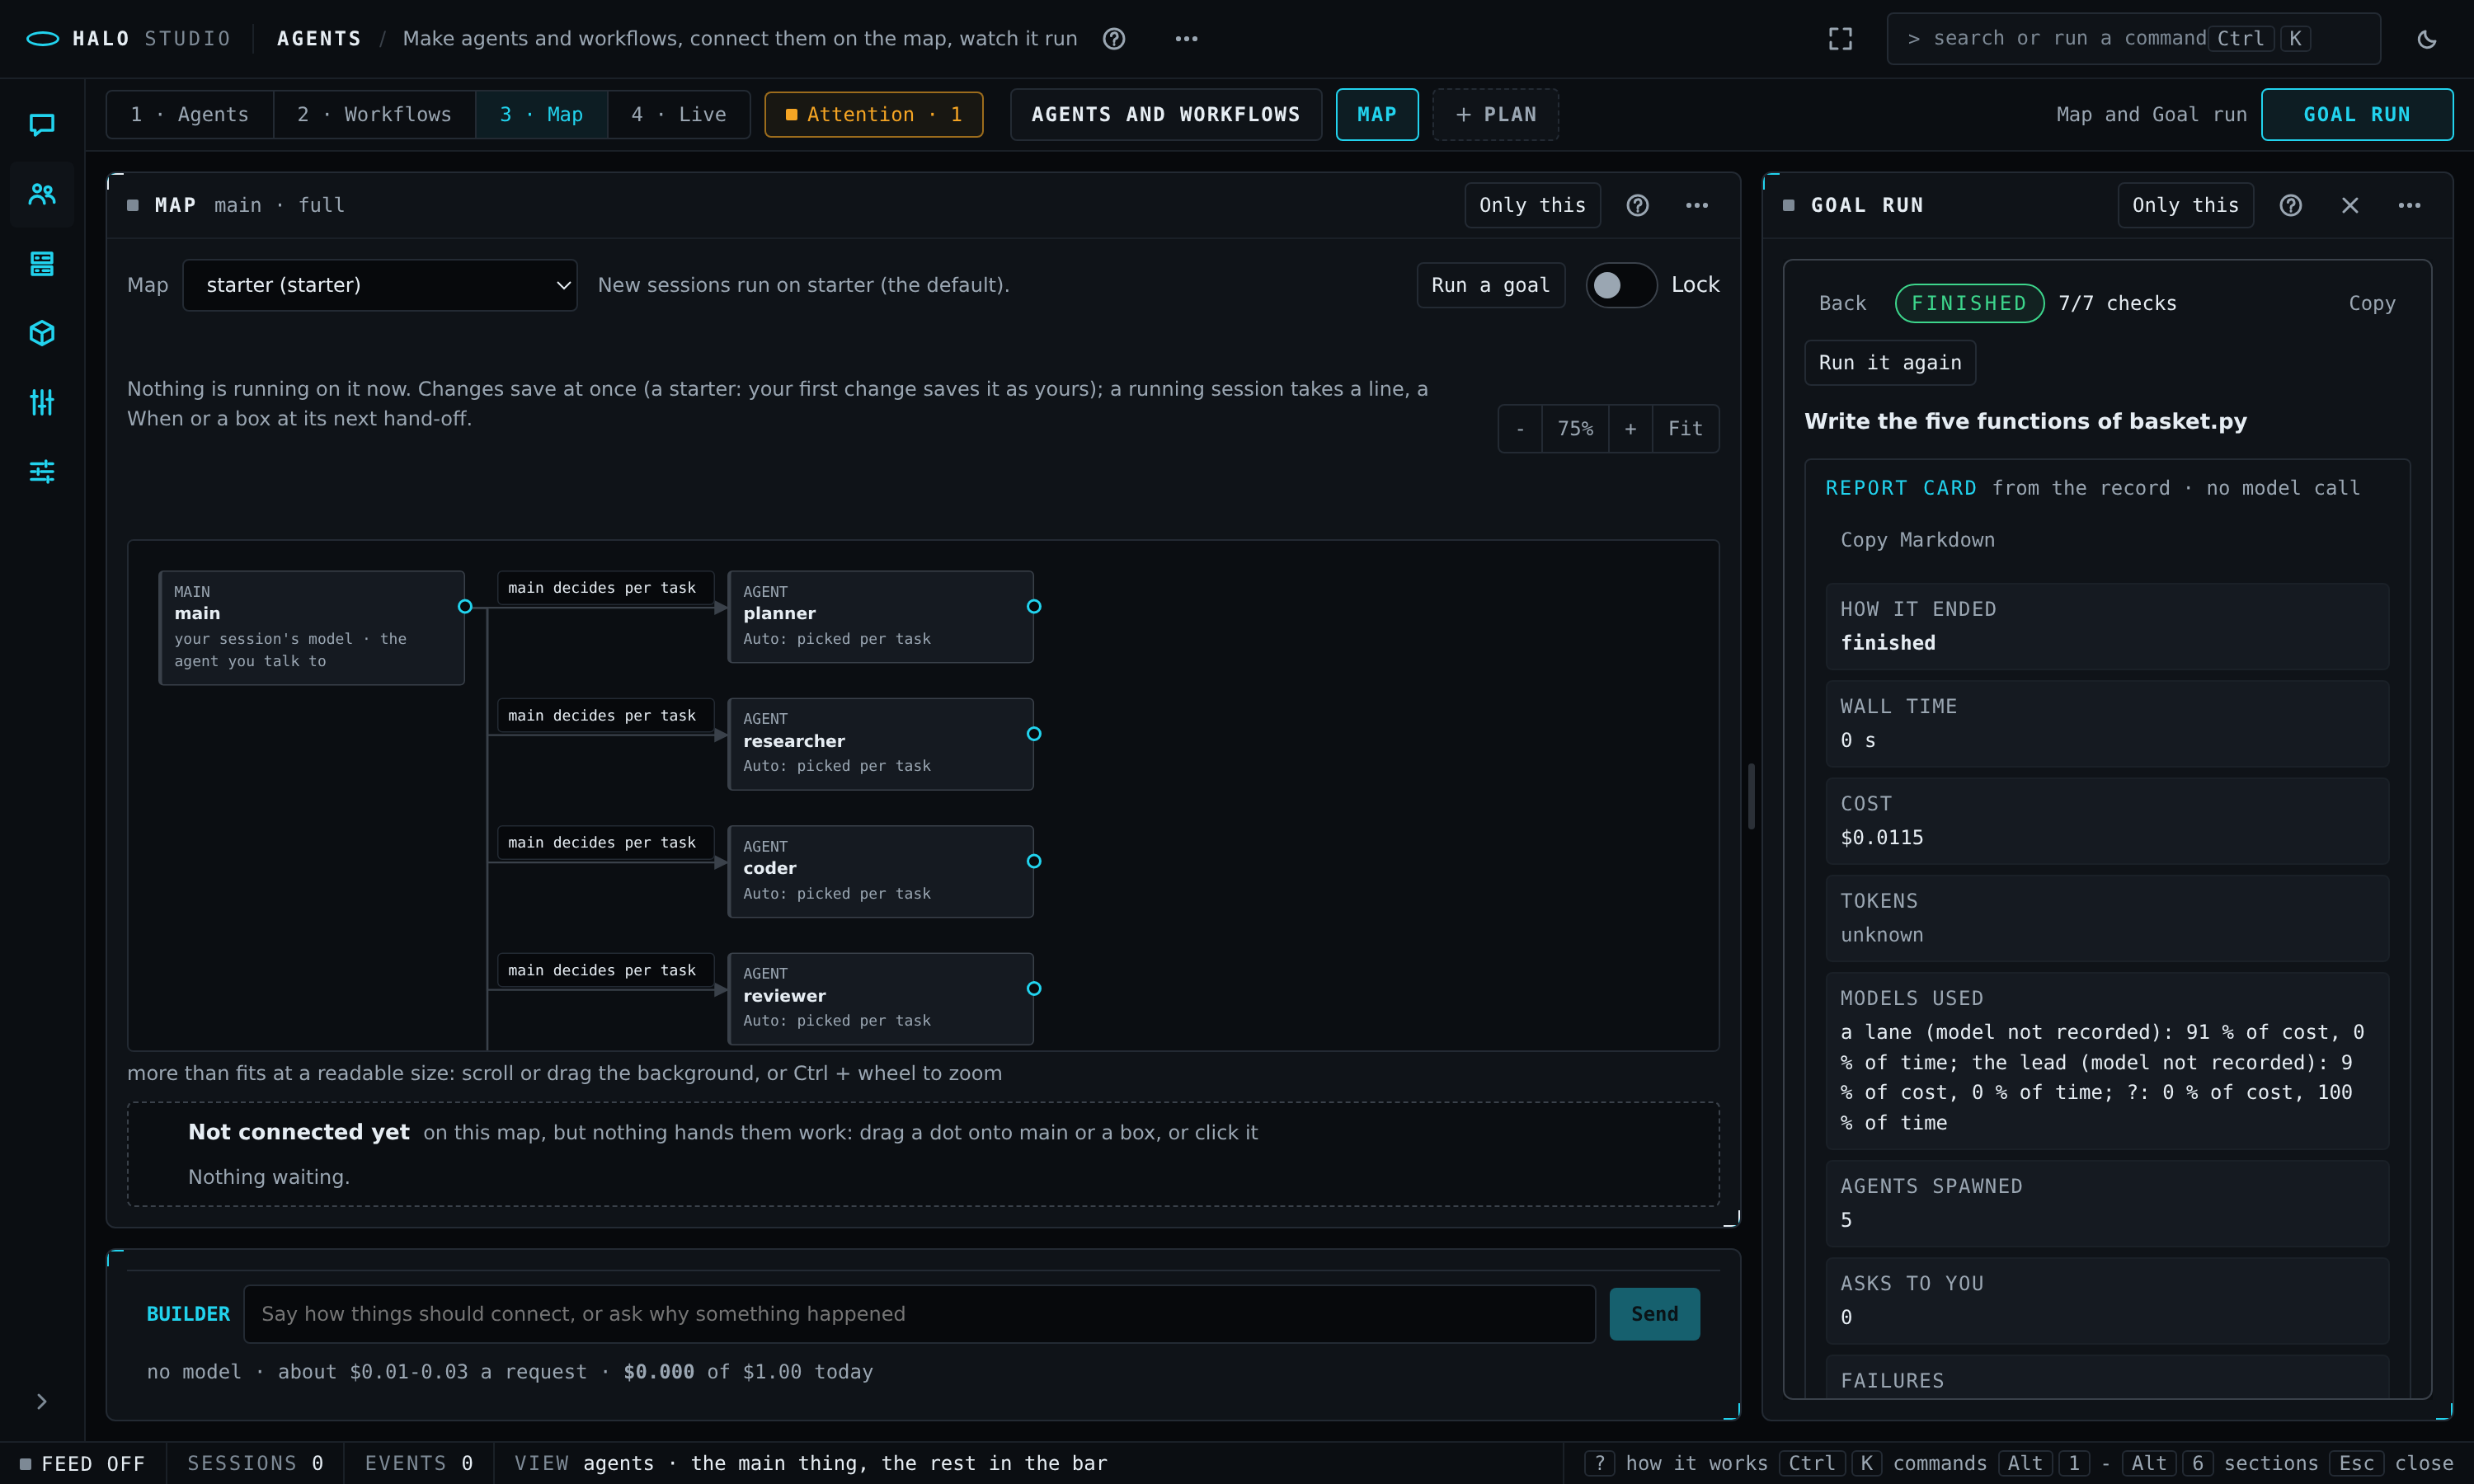 HALO STUDIO AGENTS / Make agents and workflows, connect them on the map, watch it run
> search or run a command Ctrl K
1 · Agents 2 · Workflows 3 · Map 4 · Live Attention · 1 AGENTS AND WORKFLOWS MAP + PLAN Map and Goal run GOAL RUN
MAP main · full Only this
Map starter (starter) New sessions run on starter (the default). Run a goal Lock
Nothing is running on it now. Changes save at once (a starter: your first change saves it as yours); a running session takes a line, a
When or a box at its next hand-off.
- 75% + Fit
MAIN
main
your session's model · the
agent you talk to
main decides per task
AGENT
planner
Auto: picked per task
main decides per task
AGENT
researcher
Auto: picked per task
main decides per task
AGENT
coder
Auto: picked per task
main decides per task
AGENT
reviewer
Auto: picked per task
more than fits at a readable size: scroll or drag the background, or Ctrl + wheel to zoom
Not connected yet on this map, but nothing hands them work: drag a dot onto main or a box, or click it
Nothing waiting.
BUILDER Say how things should connect, or ask why something happened Send
no model · about $0.01-0.03 a request · $0.000 of $1.00 today
GOAL RUN Only this
Back FINISHED 7/7 checks Copy
Run it again
Write the five functions of basket.py
REPORT CARD from the record · no model call
Copy Markdown
HOW IT ENDED
finished
WALL TIME
0 s
COST
$0.0115
TOKENS
unknown
MODELS USED
a lane (model not recorded): 91 % of cost, 0
% of time; the lead (model not recorded): 9
% of cost, 0 % of time; ?: 0 % of cost, 100
% of time
AGENTS SPAWNED
5
ASKS TO YOU
0
FAILURES
FEED OFF SESSIONS 0 EVENTS 0 VIEW agents · the main thing, the rest in the bar
? how it works Ctrl K commands Alt 1 - Alt 6 sections Esc close